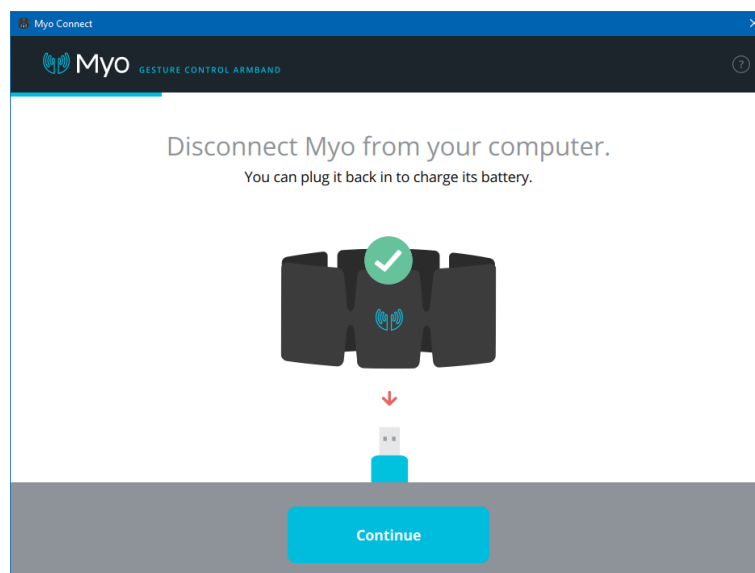 Myo Connect
Myo GESTURE CONTROL ARMBAND
?
Disconnect Myo from your computer.
You can plug it back in to charge its battery.
Continue